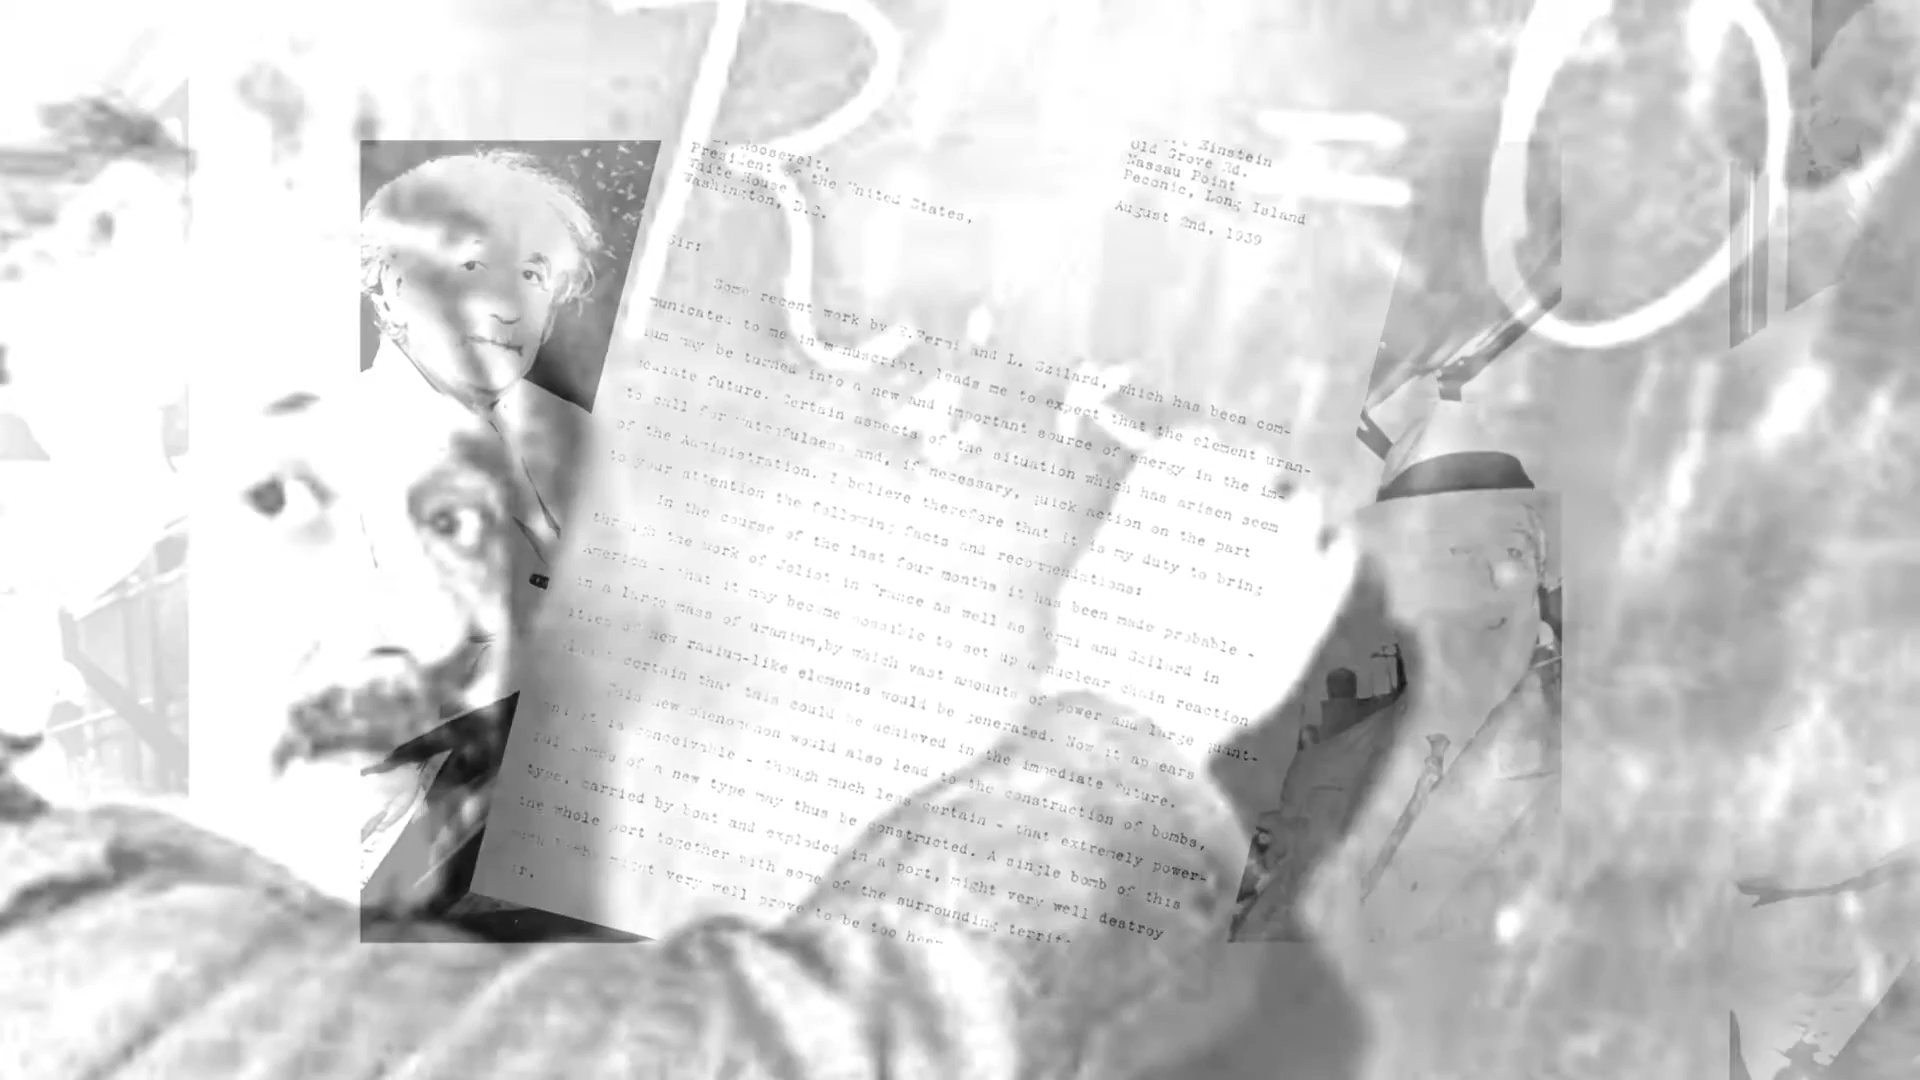 R
Roosevelt,
President of the United States,
White House
Washington, D.C.
Einstein
Old Grove Rd.
Nassau Point
Peconic, Long Island
August 2nd, 1939
Sir:
Some recent work by E.Fermi and L. Szilard, which has been com-
municated to me in manuscript, leads me to expect that the element uran-
ium may be turned into a new and important source of energy in the im-
mediate future. Certain aspects of the situation which has arisen seem
to call for watchfulness and, if necessary, quick action on the part
of the Administration. I believe therefore that it is my duty to bring
to your attention the following facts and recommendations:
In the course of the last four months it has been made probable -
through the work of Joliot in France as well as Fermi and Szilard in
America - that it may become possible to set up a nuclear chain reaction
in a large mass of uranium,by which vast amounts of power and large quant-
ities of new radium-like elements would be generated. Now it appears
almost certain that this could be achieved in the immediate future.
This new phenomenon would also lead to the construction of bombs,
and it is conceivable - though much less certain - that extremely power-
ful bombs of a new type may thus be constructed. A single bomb of this
type, carried by boat and exploded in a port, might very well destroy
the whole port together with some of the surrounding territ-
such bombs might very well prove to be too heav